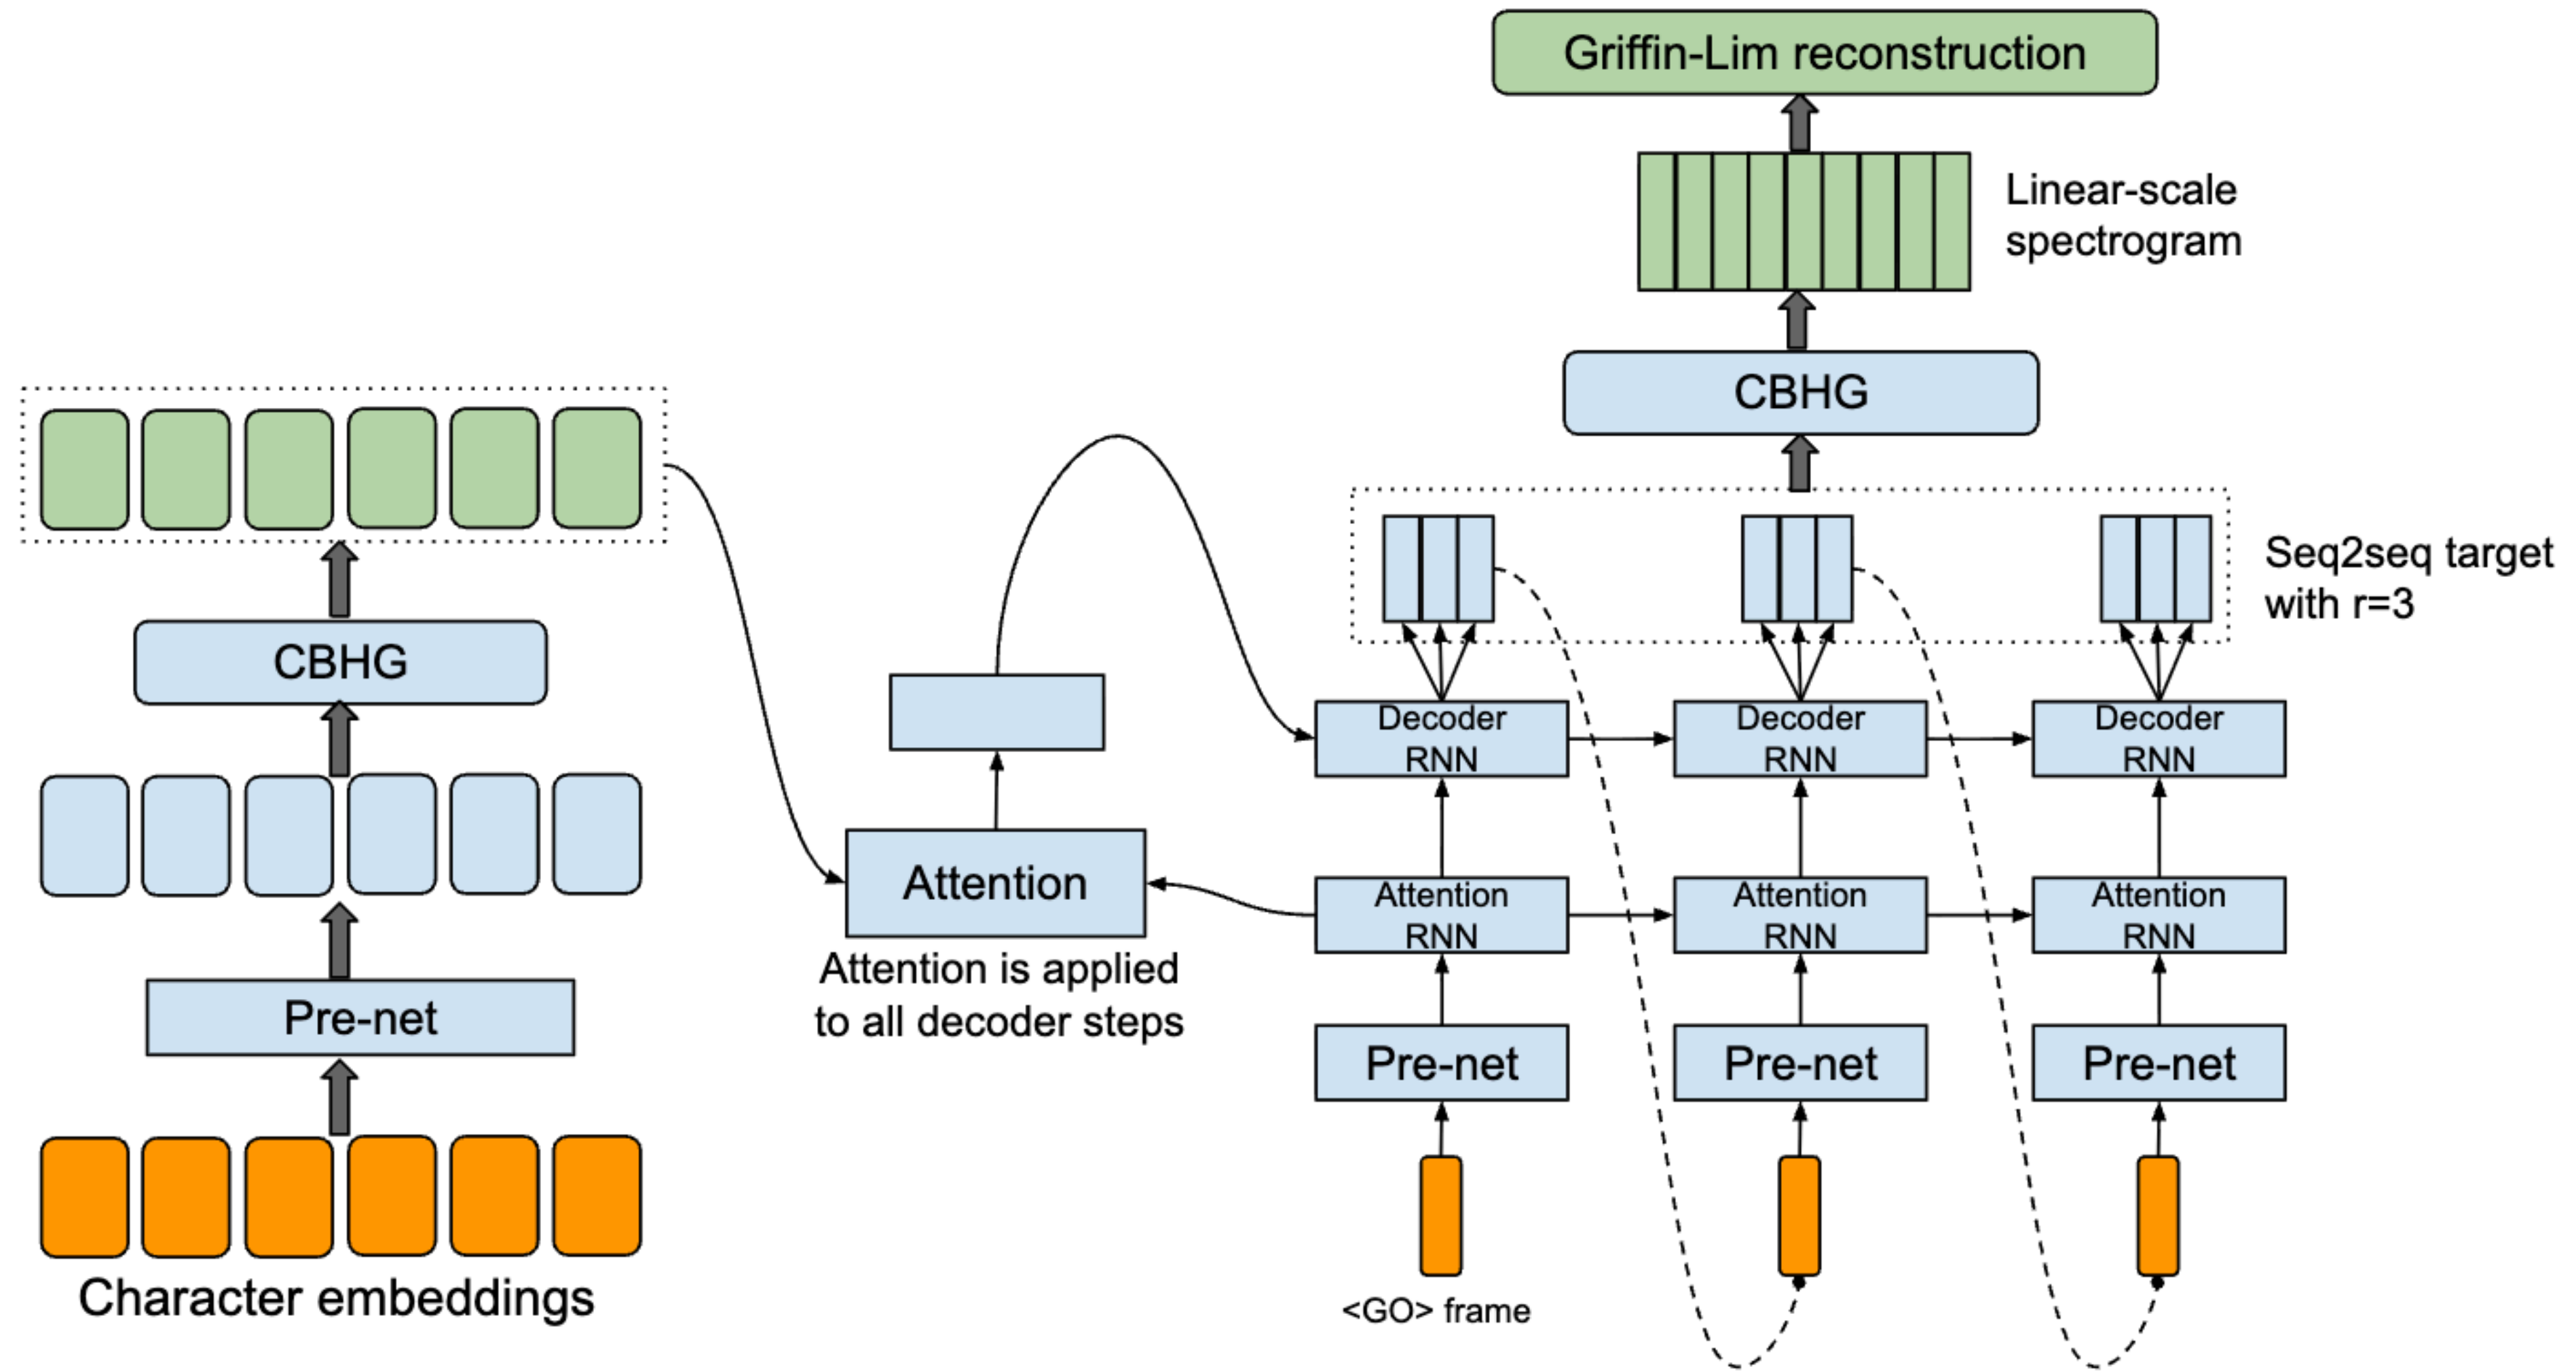 Griffin-Lim reconstruction
Linear-scale
spectrogram
CBHG
Seq2seq target
with r=3
CBHG
Decoder
RNN
Decoder
RNN
Decoder
RNN
Attention
Attention is applied
to all decoder steps
Attention
RNN
Attention
RNN
Attention
RNN
Pre-net
Pre-net
Pre-net
Pre-net
Character embeddings
<GO> frame